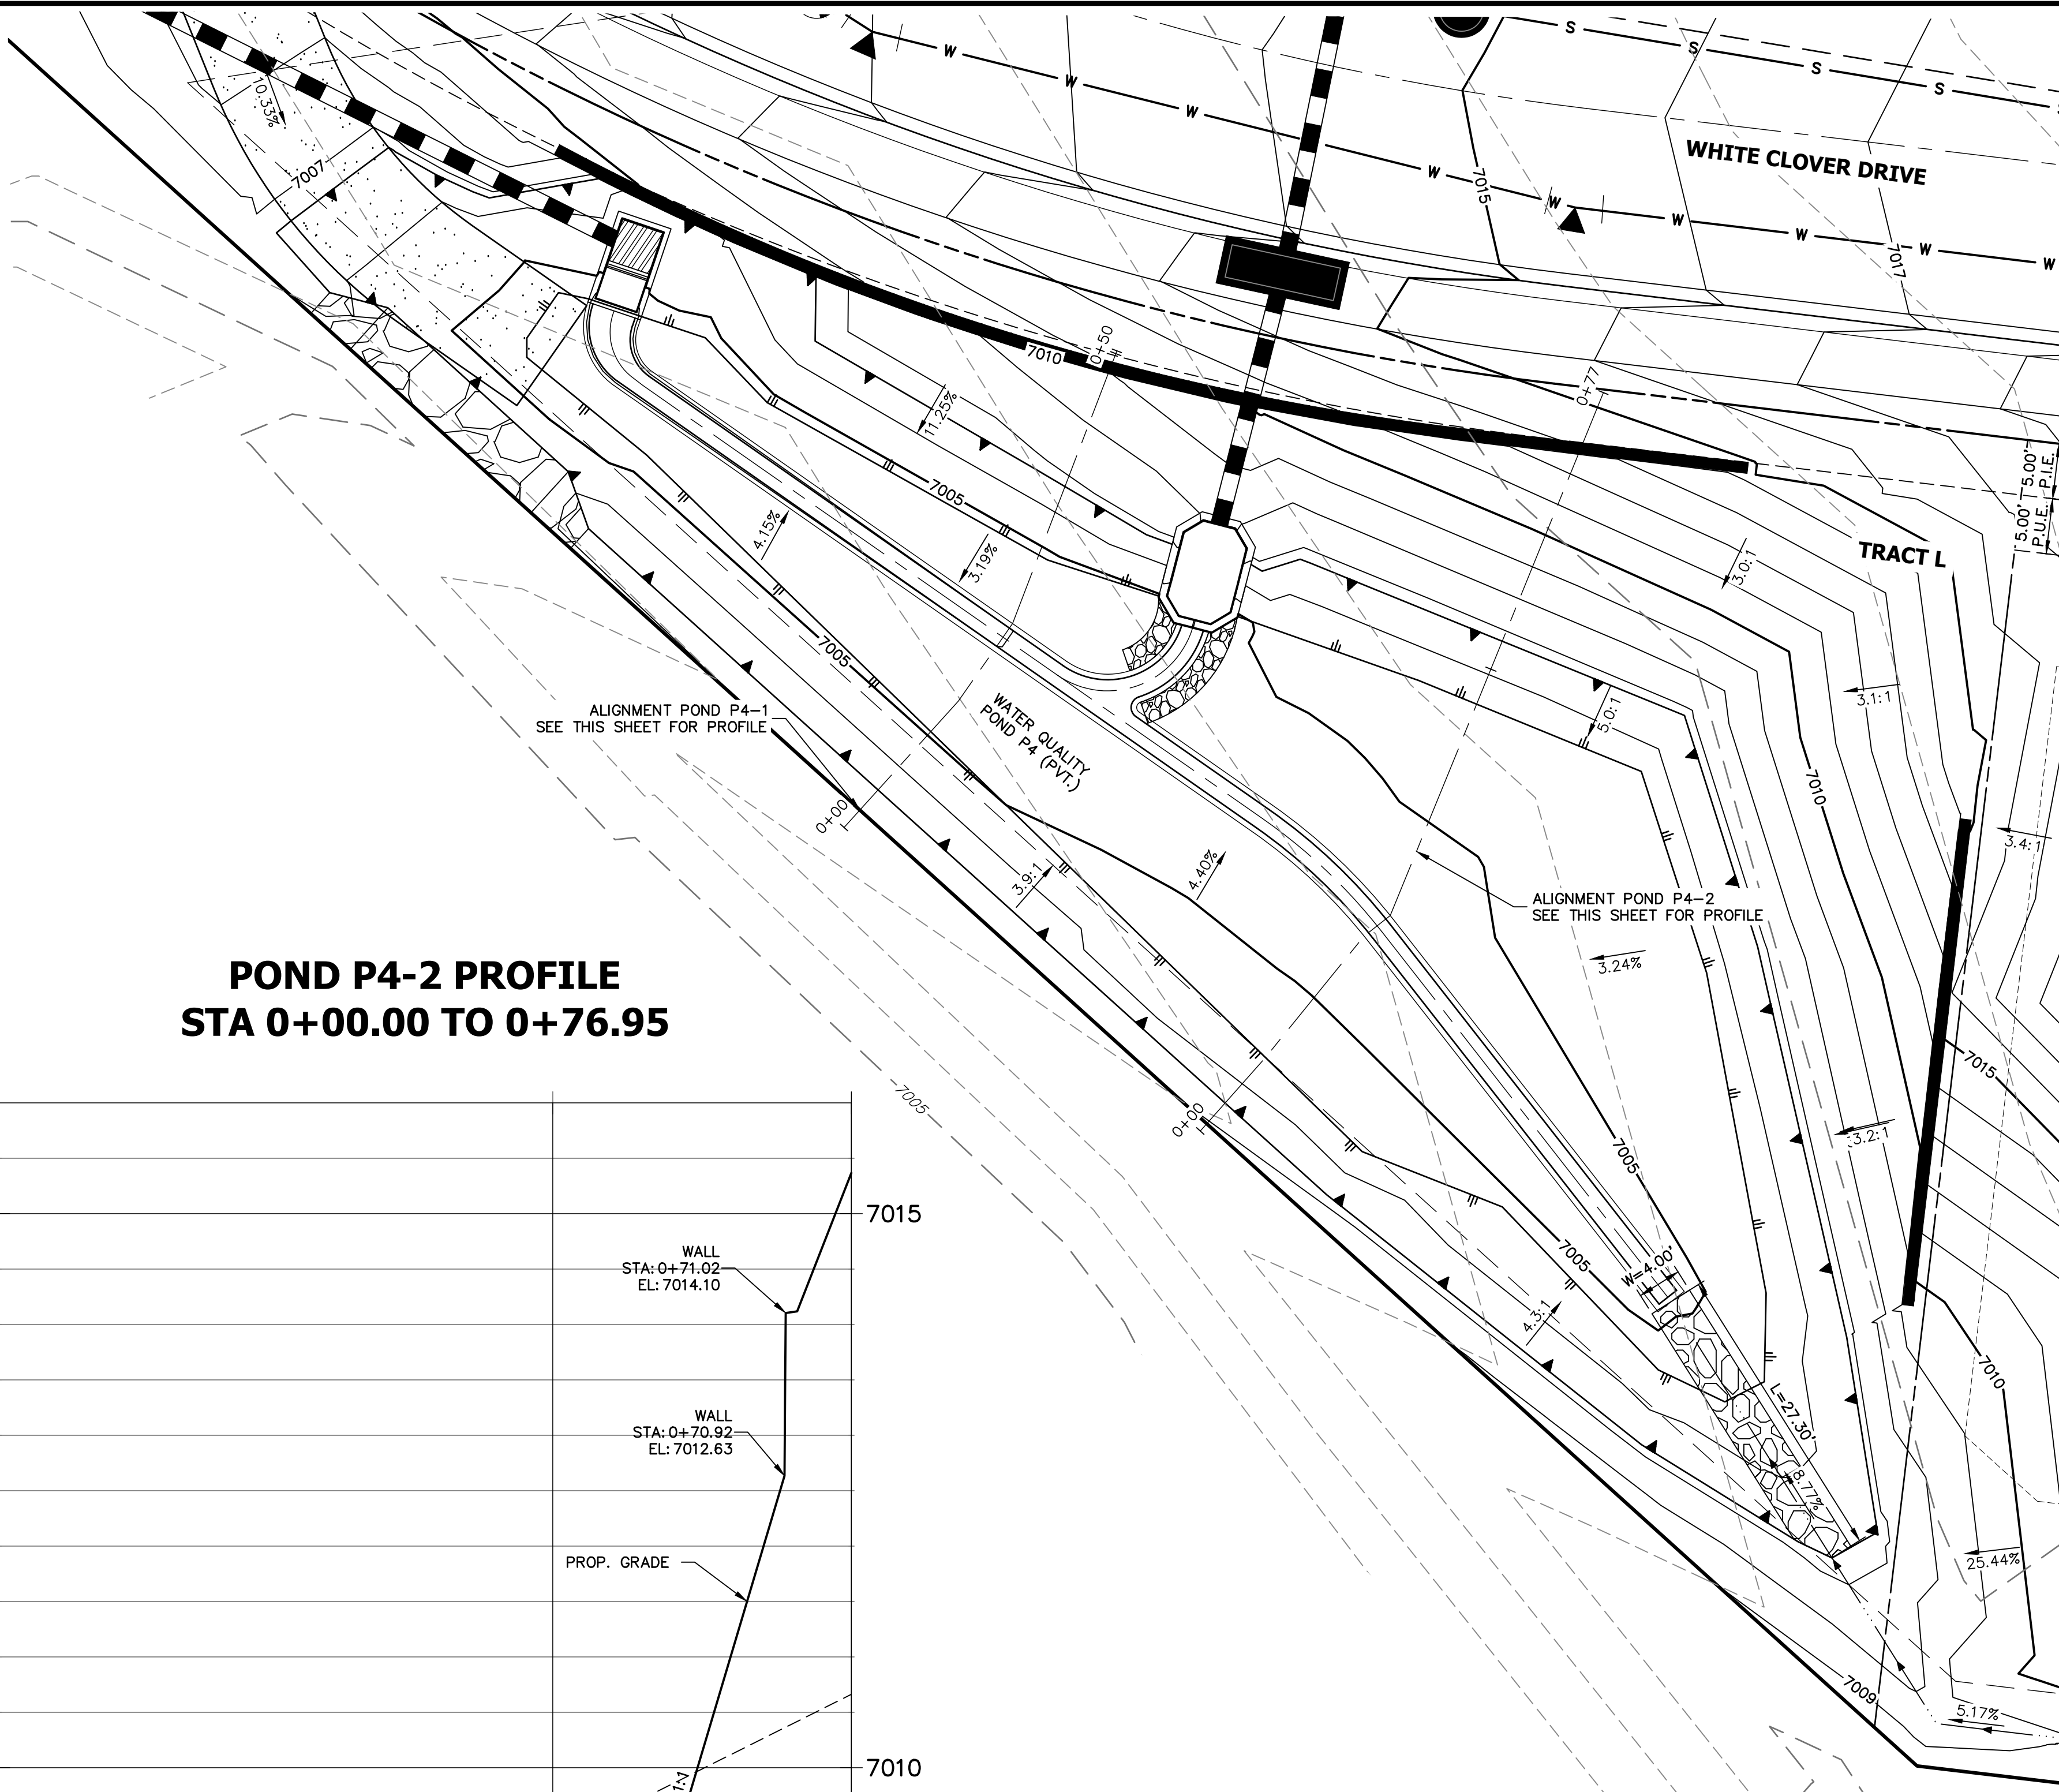 S
S
S
S
W
W
W
W
W
W
W
W
W
WHITE CLOVER DRIVE
10.33%
7007
7015
7017
7010
0+50
0+77
11.25%
7005
5.00' 5.00'
P.U.E. P.I.E.
TRACT L
4.15%
3.19%
3.0:1
7005
3.1:1
5.0:1
ALIGNMENT POND P4-1
SEE THIS SHEET FOR PROFILE
WATER QUALITY
POND P4 (PVT.)
0+00
7010
3.4:1
3.9:1
4.40%
ALIGNMENT POND P4-2
SEE THIS SHEET FOR PROFILE
3.24%
POND P4-2 PROFILE
STA 0+00.00 TO 0+76.95
7005
0+00
7015
3.2:1
7005
7005
W=4.00'
7015
WALL
STA: 0+71.02
EL: 7014.10
4.3:1
7010
L=27.30'
WALL
STA: 0+70.92
EL: 7012.63
8.77%
PROP. GRADE
25.44%
7009
5.17%
7010